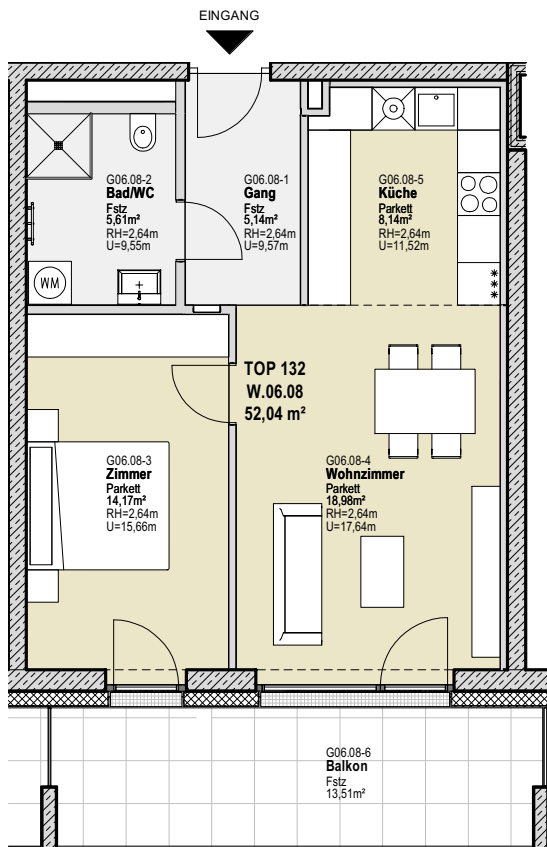 EINGANG
G06.08-2
Bad/WC
Fstz
5,61m²
RH=2,64m
U=9,55m
G06.08-1
Gang
Fstz
5,14m²
RH=2,64m
U=9,57m
G06.08-5
Küche
Parkett
8,14m²
RH=2,64m
U=11,52m
WM
TOP 132
W.06.08
52,04 m²
G06.08-3
Zimmer
Parkett
14,17m²
RH=2,64m
U=15,66m
G06.08-4
Wohnzimmer
Parkett
18,98m²
RH=2,64m
U=17,64m
G06.08-6
Balkon
Fstz
13,51m²